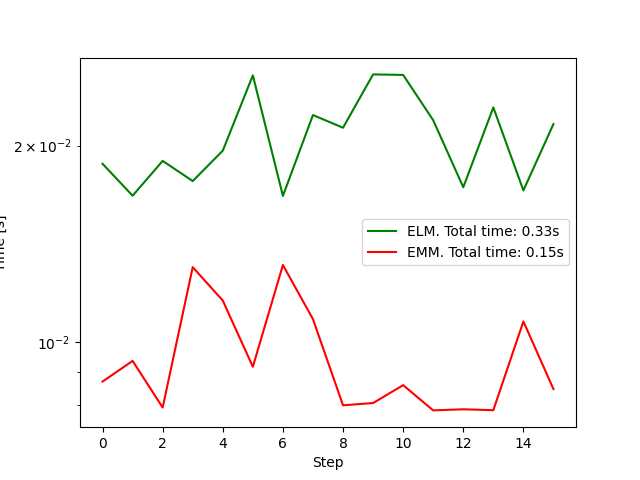 2 × 10⁻²
10⁻²
Time [s]
ELM. Total time: 0.33s
EMM. Total time: 0.15s
0 2 4 6 8 10 12 14
Step